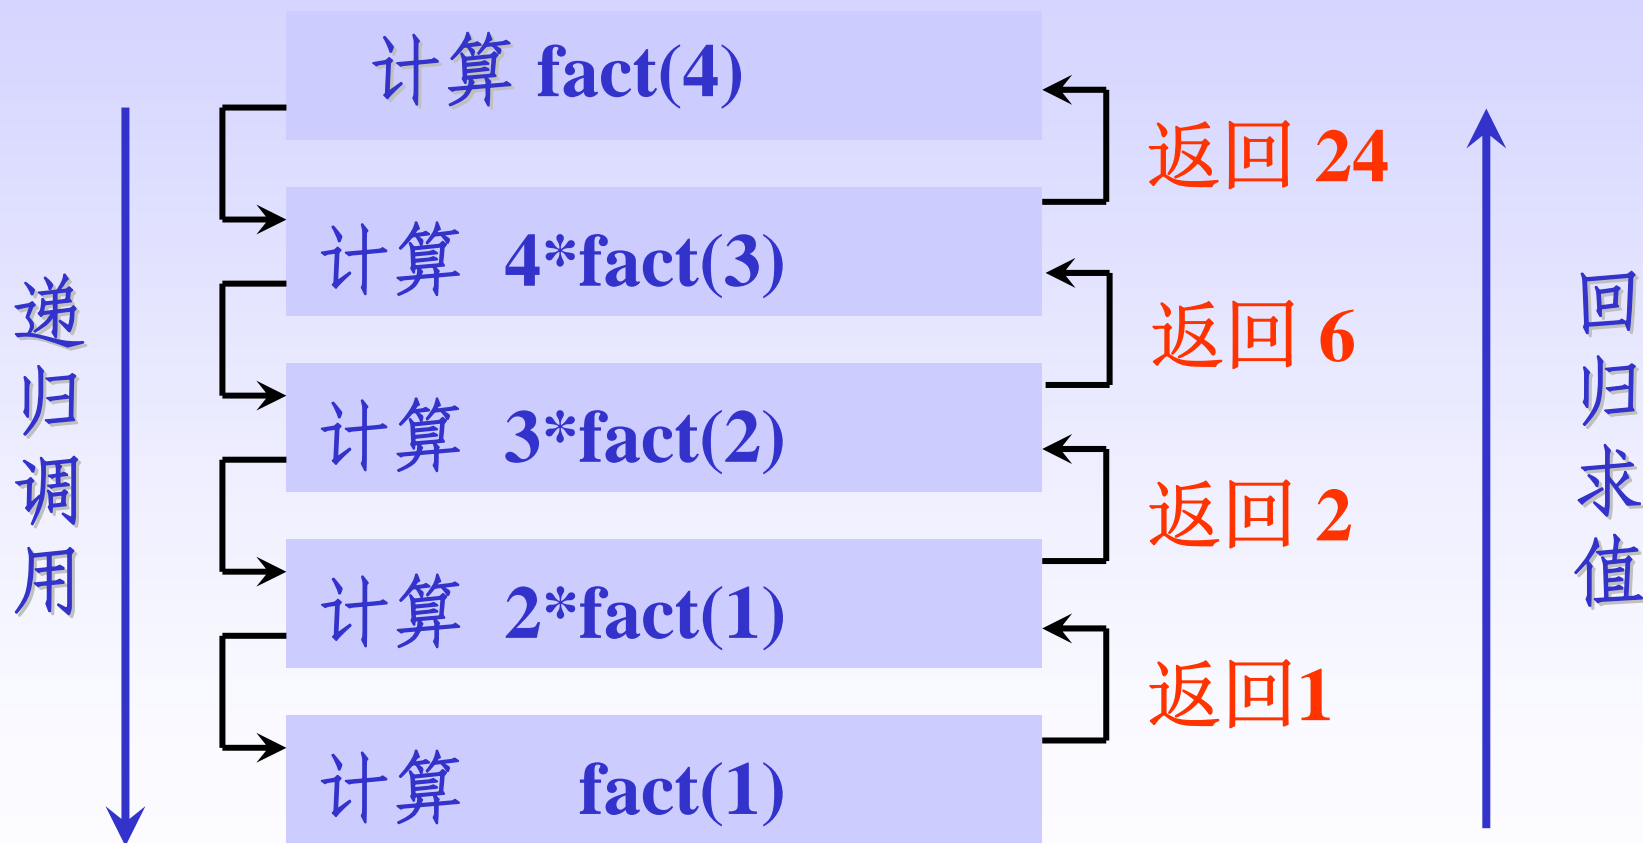 计算 fact(4)
返回 24
计算 4*fact(3)
返回 6
计算 3*fact(2)
返回 2
计算 2*fact(1)
返回1
计算 fact(1)
递归调用
回归求值